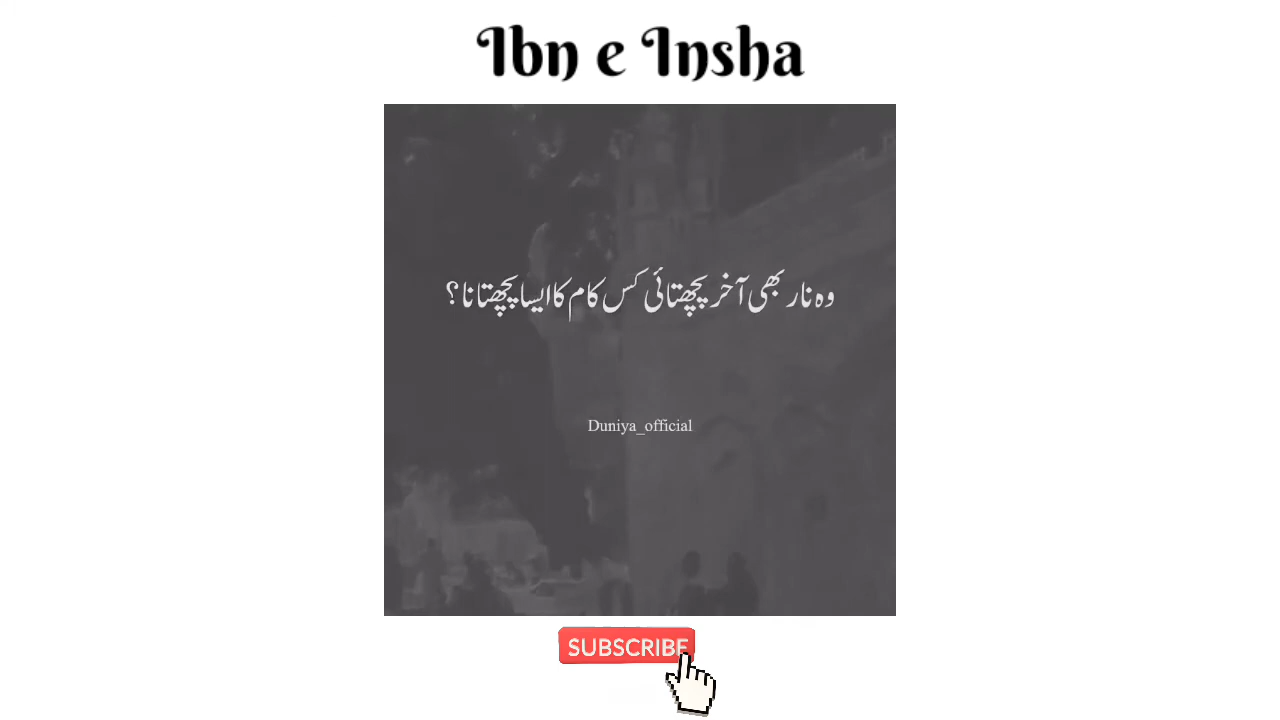 Ibn e Insha
وہ نار بھی آخر پچھتائی کس کام کا ایسا پچھتانا؟
Duniya_official
SUBSCRIBE